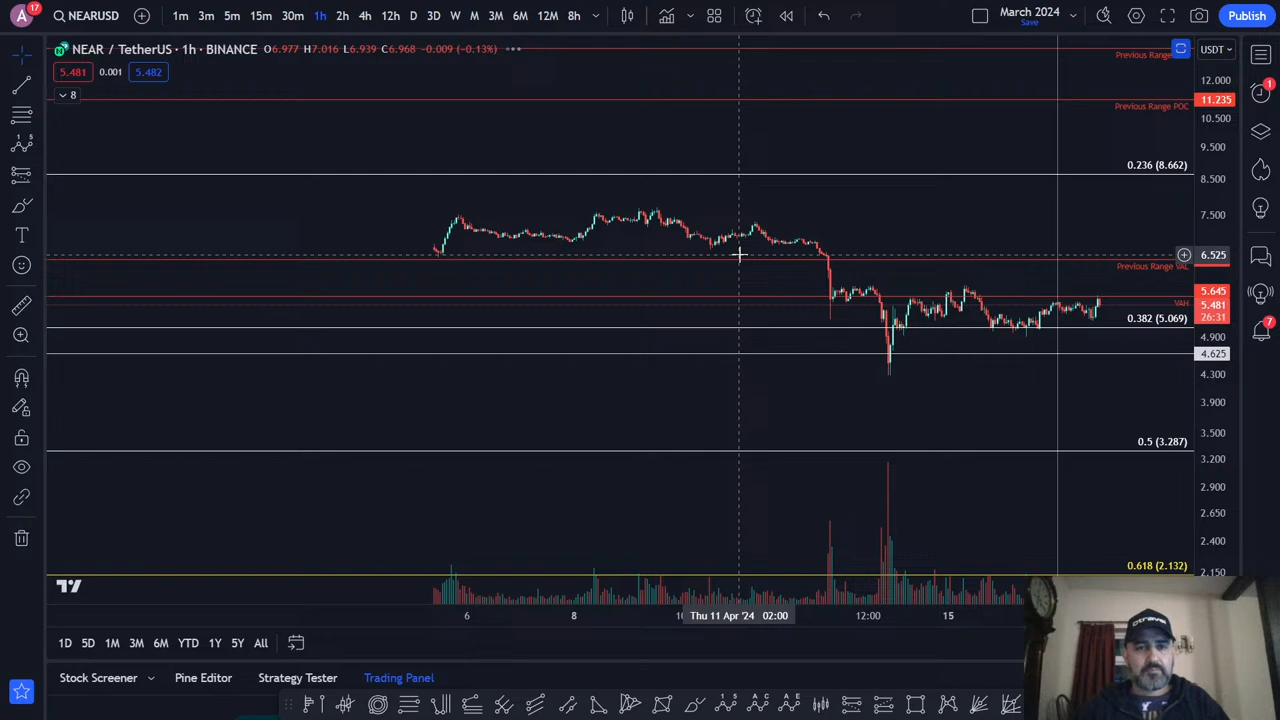 A 17 NEARUSD 1m 3m 5m 15m 30m 1h 2h 4h 12h D 3D W M 3M 6M 12M 8h March 2024 Save Publish
NEAR / TetherUS · 1h · BINANCE O6.977 H7.016 L6.939 C6.968 -0.009 (-0.13%)
USDT
Previous Range
5.481 0.001 5.482
12.000
8
11.235
1
Previous Range POC
10.500
9.500
0.236 (8.662)
8.500
7.500
6.525
Previous Range VAL
5.645
VAH
5.481
26:31
0.382 (5.069)
7
4.900
4.625
4.300
3.900
3.500
0.5 (3.287)
3.200
2.900
2.650
2.400
0.618 (2.132)
2.150
6 8 10 Thu 11 Apr '24 02:00 12:00 15
1D 5D 1M 3M 6M YTD 1Y 5Y All
Stock Screener Pine Editor Strategy Tester Trading Panel